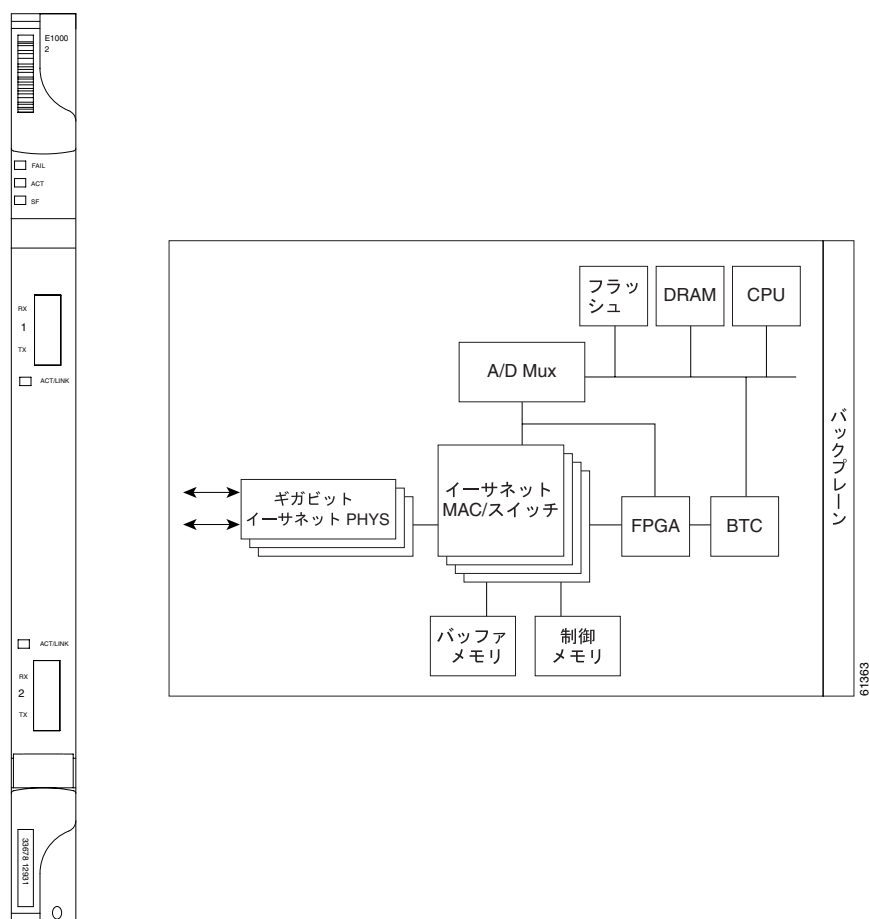 E1000
2
FAIL
ACT
SF
RX
1
TX
ACT/LINK
ACT/LINK
RX
2
TX
33678 12931
フラッ
シュ
DRAM
CPU
A/D Mux
ギガビット
イーサネット PHYS
イーサネット
MAC/スイッチ
FPGA
BTC
バッファ
メモリ
制御
メモリ
バックプレーン
61363